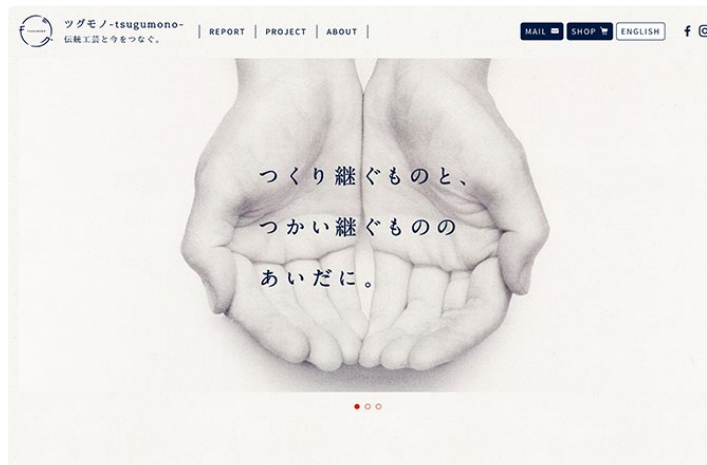 ツグモノ-tsugumono-
伝統工芸と今をつなぐ。
REPORT
PROJECT
ABOUT
MAIL
SHOP
ENGLISH
つくり継ぐものと、
つかい継ぐものの
あいだに。